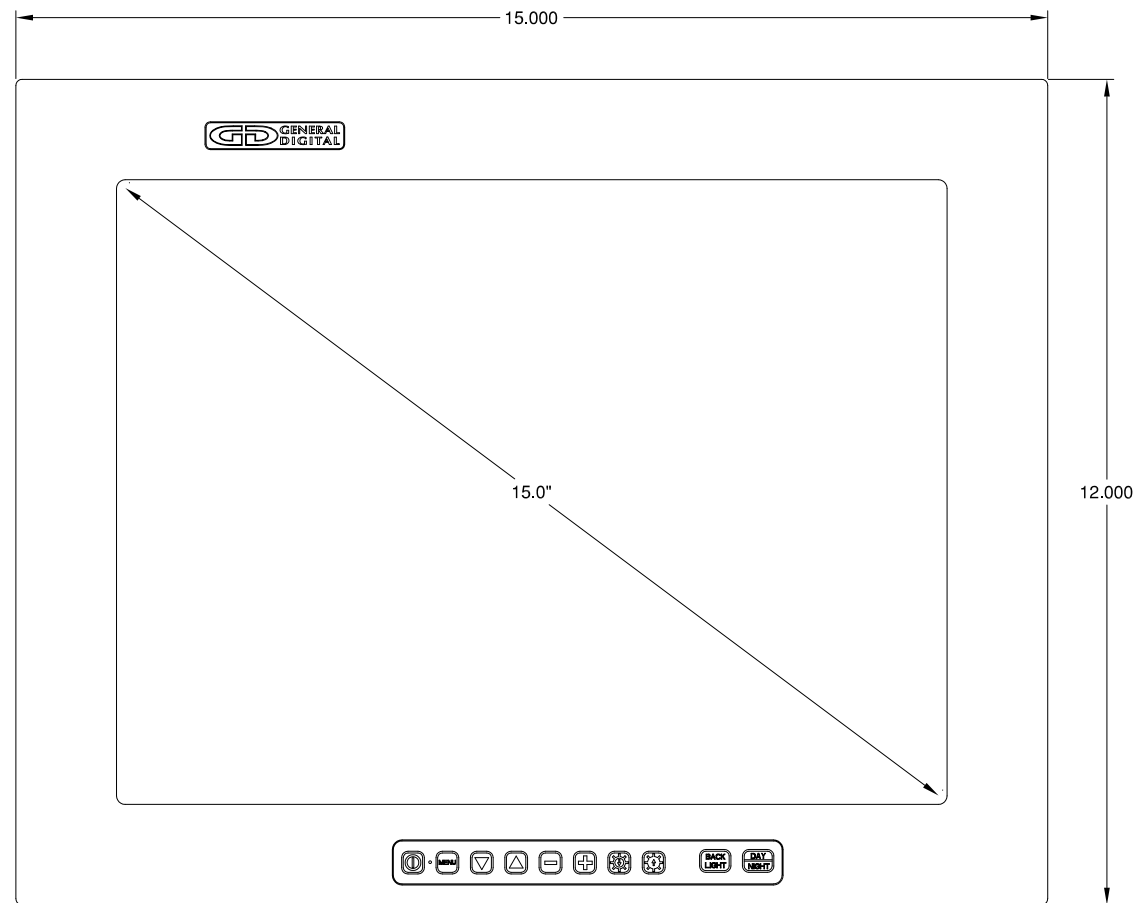 15.000
GENERAL
DIGITAL
15.0"
12.000
MENU
BACK
LIGHT
DAY
NIGHT